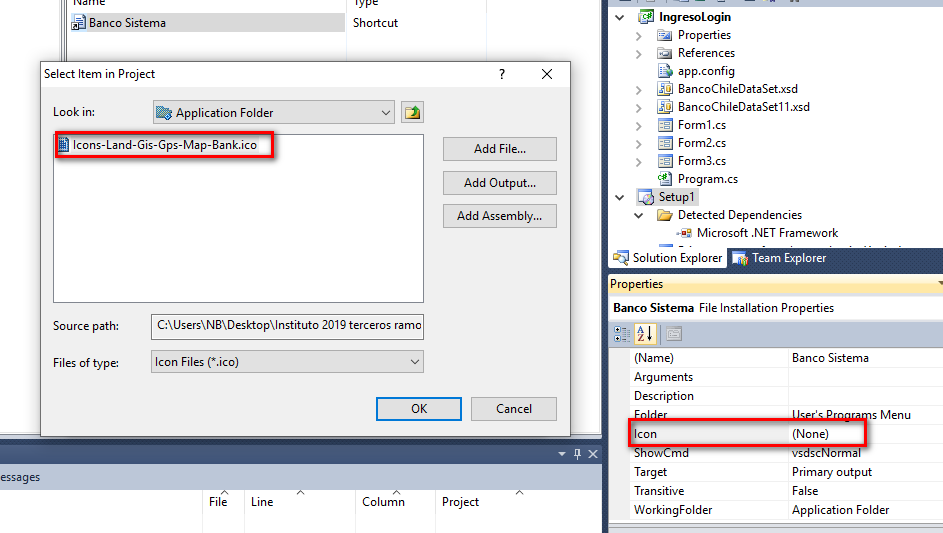 Name Type
Banco Sistema Shortcut
Select Item in Project ?
Look in: Application Folder
Icons-Land-Gis-Gps-Map-Bank.ico
Add File...
Add Output...
Add Assembly...
Source path: C:\Users\NB\Desktop\Instituto 2019 terceros ramo
Files of type: Icon Files (*.ico)
OK Cancel
essages
File Line Column Project
IngresoLogin
Properties
References
app.config
BancoChileDataSet.xsd
BancoChileDataSet11.xsd
Form1.cs
Form2.cs
Form3.cs
Program.cs
Setup1
Detected Dependencies
Microsoft .NET Framework
Solution Explorer Team Explorer
Properties
Banco Sistema File Installation Properties
(Name) Banco Sistema
Arguments
Description
Folder User's Programs Menu
Icon (None)
ShowCmd vsdscNormal
Target Primary output
Transitive False
WorkingFolder Application Folder